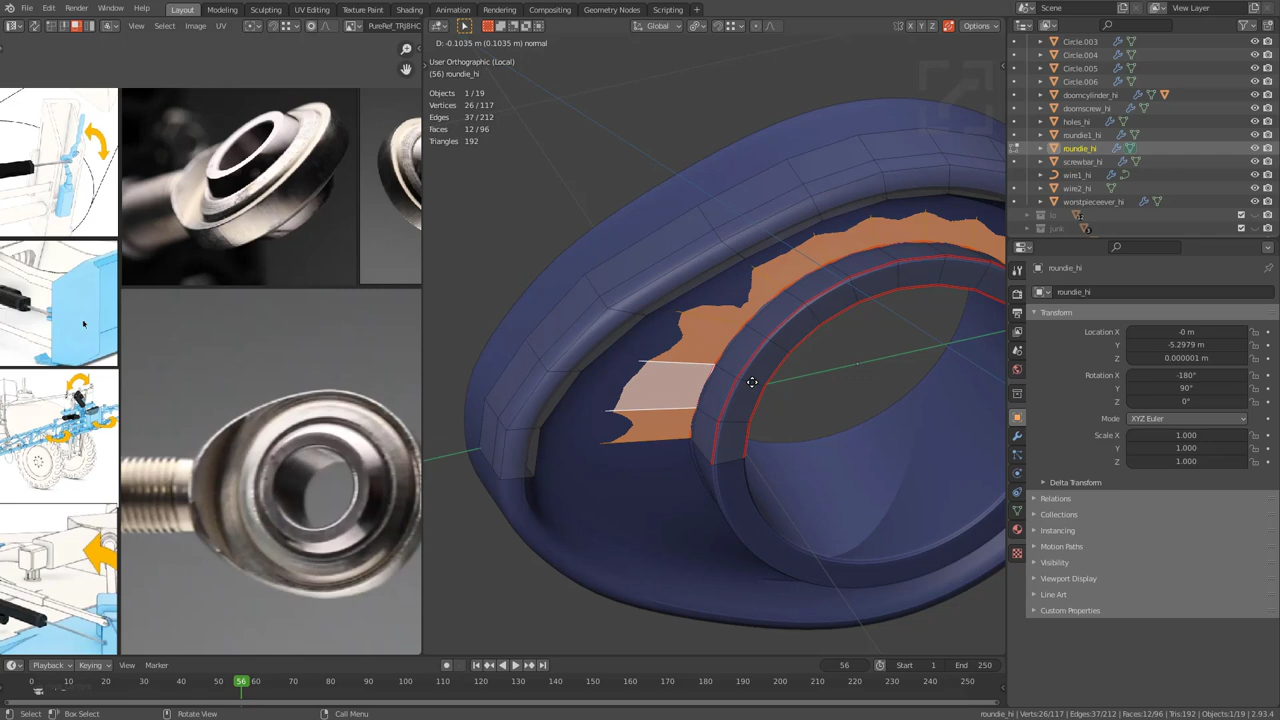 File Edit Render Window Help Layout Modeling Sculpting UV Editing Texture Paint Shading Animation Rendering Compositing Geometry Nodes Scripting + Scene View Layer
View Select Image UV PureRef_TRJ8HC Global X Y Z Options
D: -0.1035 m (0.1035 m) normal
User Orthographic (Local)
(56) roundie_hi
Objects 1/19
Vertices 26/117
Edges 37/212
Faces 12/96
Triangles 192
Circle.003
Circle.004
Circle.005
Circle.006
doomcylinder_hi
doomscrew_hi
holes_hi
roundie1_hi
roundie_hi
screwbar_hi
wire1_hi
wire2_hi
worstpieceever_hi
lo
junk
roundie_hi
roundie_hi
Transform
Location X -0 m
Y -5.2979 m
Z 0.000001 m
Rotation X -180°
Y 90°
Z 0°
Mode XYZ Euler
Scale X 1.000
Y 1.000
Z 1.000
Delta Transform
Relations
Collections
Instancing
Motion Paths
Visibility
Viewport Display
Line Art
Custom Properties
Playback Keying View Marker 56 Start 1 End 250
0 10 20 30 40 50 56 60 70 80 90 100 110 120 130 140 150 160 170 180 190 200 210 220 230 240 250
Select Box Select Rotate View Call Menu roundie_hi | Verts:26/117 | Edges:37/212 | Faces:12/96 | Tris:192 | Objects:1/19 | 2.93.4